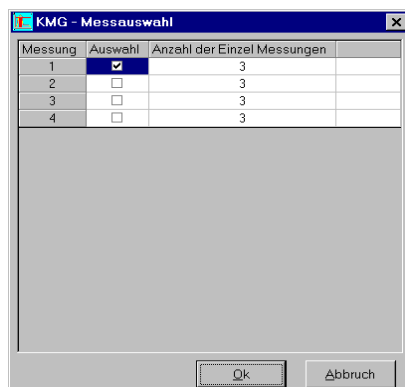 KMG - Messauswahl
Messung Auswahl Anzahl der Einzel Messungen
1 3
2 3
3 3
4 3
Ok Abbruch